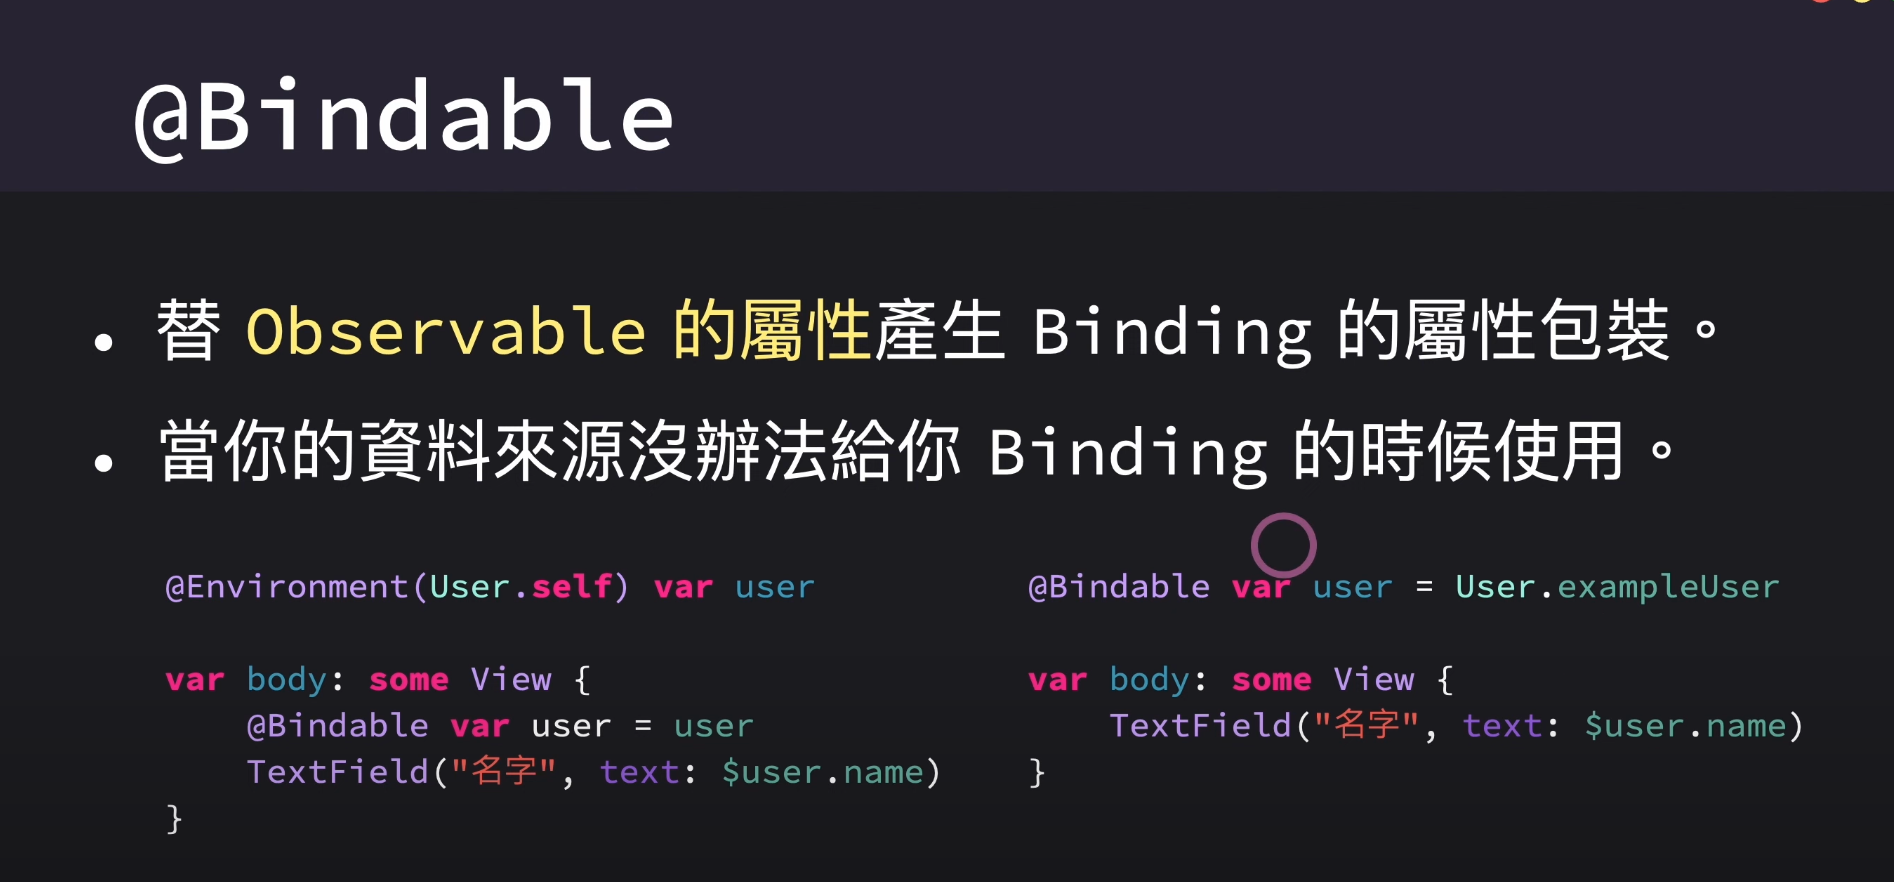 @Bindable
• 替 Observable 的屬性產生 Binding 的屬性包裝。
• 當你的資料來源沒辦法給你 Binding 的時候使用。
@Environment(User.self) var user
var body: some View {
    @Bindable var user = user
    TextField("名字", text: $user.name)
}
@Bindable var user = User.exampleUser
var body: some View {
    TextField("名字", text: $user.name)
}